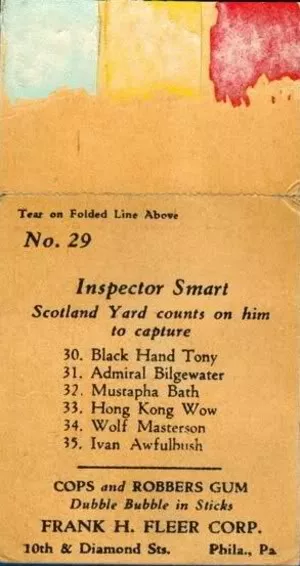 Tear on Folded Line Above
No. 29
Inspector Smart
Scotland Yard counts on him
to capture
30. Black Hand Tony
31. Admiral Bilgewater
32. Mustapha Bath
33. Hong Kong Wow
34. Wolf Masterson
35. Ivan Awfulbush
COPS and ROBBERS GUM
Dubble Bubble in Sticks
FRANK H. FLEER CORP.
10th & Diamond Sts. Phila., Pa